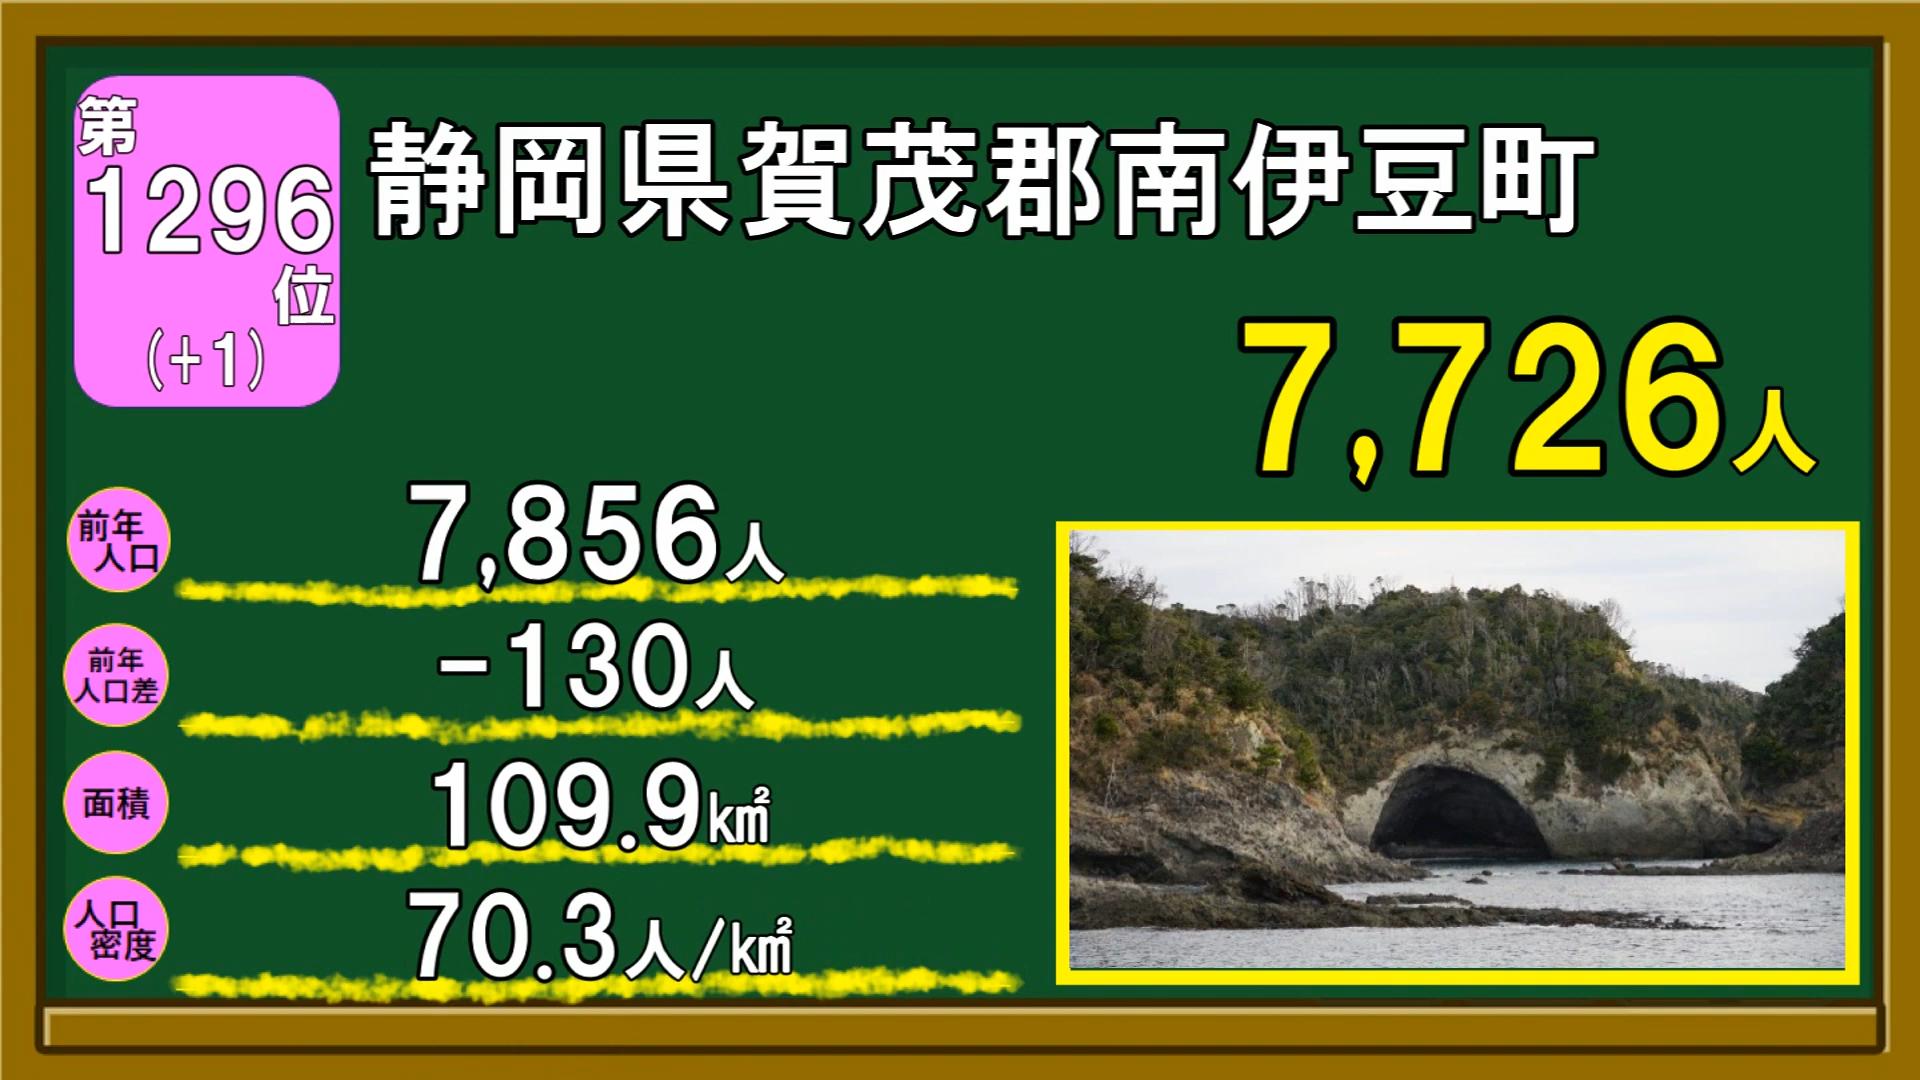 第
1296
位
(+1)
静岡県賀茂郡南伊豆町
7,726人
前年
人口
7,856人
前年
人口差
-130人
面積
109.9㎢
人口
密度
70.3人/㎢